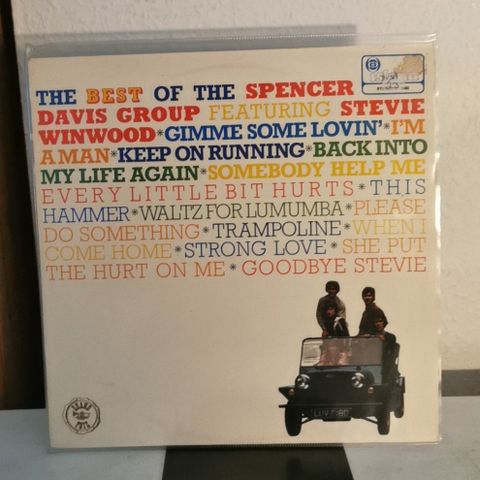 THE BEST OF THE SPENCER
DAVIS GROUP FEATURING STEVIE
WINWOOD*GIMME SOME LOVIN'*I'M
A MAN*KEEP ON RUNNING*BACK INTO
MY LIFE AGAIN*SOMEBODY HELP ME
EVERY LITTLE BIT HURTS*THIS
HAMMER*WALTZ FOR LUMUMBA*PLEASE
DO SOMETHING*TRAMPOLINE*WHEN I
COME HOME*STRONG LOVE*SHE PUT
THE HURT ON ME*GOODBYE STEVIE